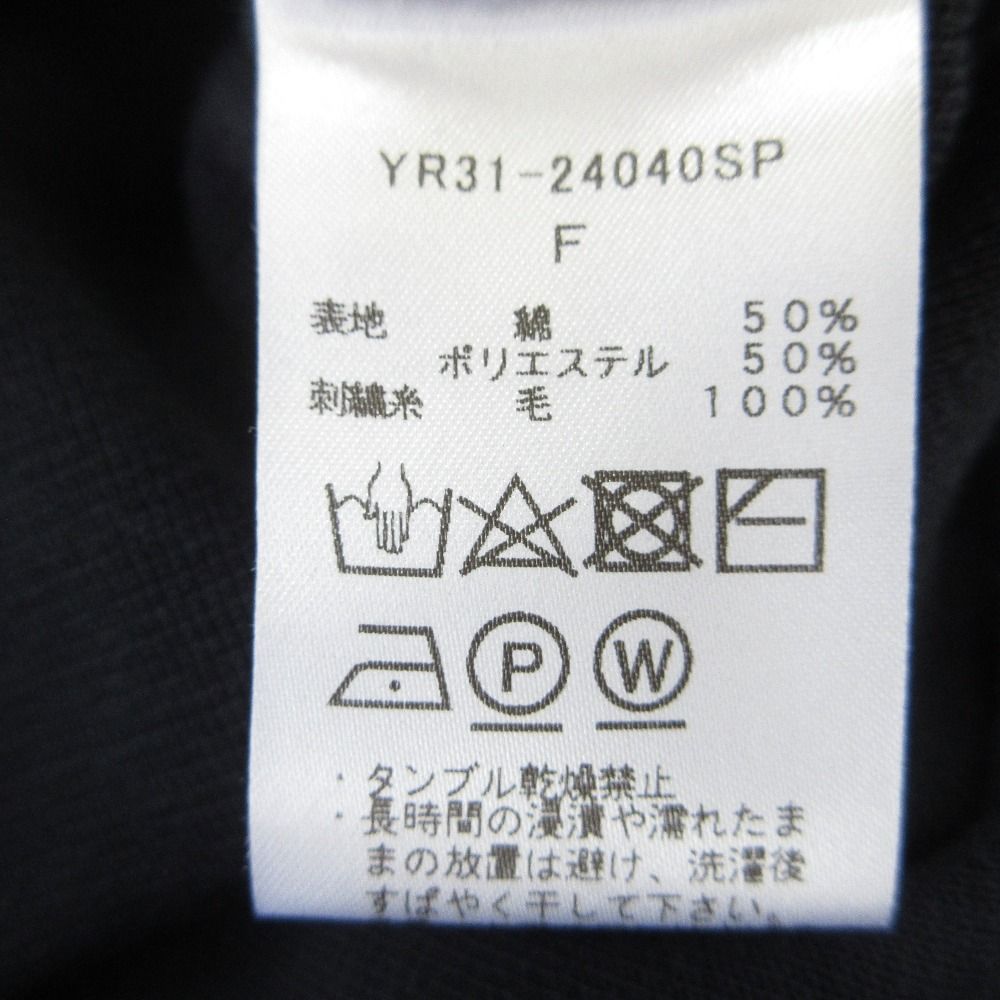 YR31-24040SP
F
表地 綿 50%
ポリエステル 50%
刺繍糸 毛 100%
P W
・タンブル乾燥禁止
・長時間の浸漬や濡れたま
まの放置は避け、洗濯後
すばやく干して下さい。